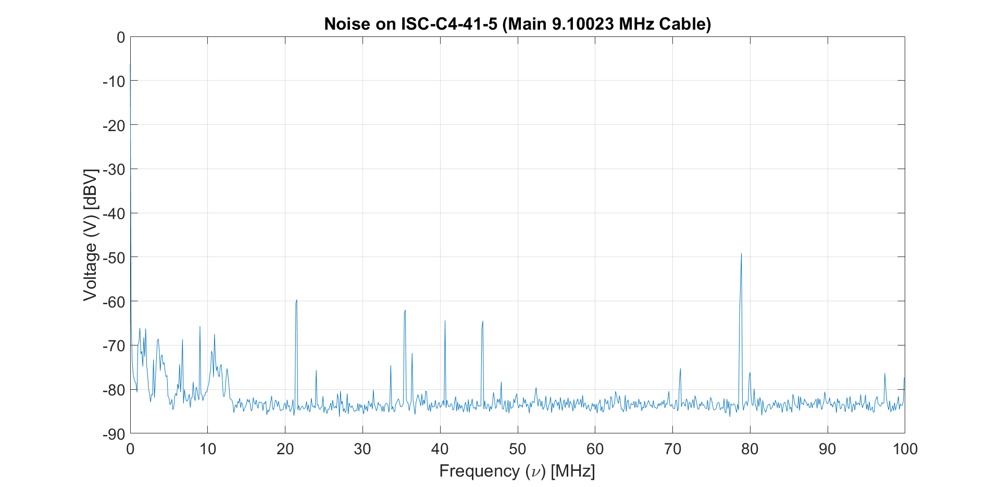 Noise on ISC-C4-41-5 (Main 9.10023 MHz Cable)
Voltage (V) [dBV]
0
-10
-20
-30
-40
-50
-60
-70
-80
-90
0 10 20 30 40 50 60 70 80 90 100
Frequency (ν) [MHz]